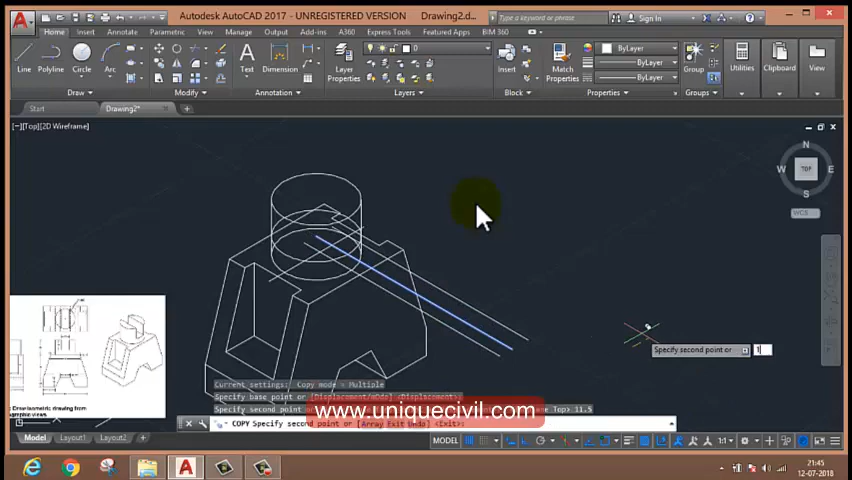 Autodesk AutoCAD 2017 - UNREGISTERED VERSION Drawing2.d... Type a keyword or phrase Sign In
Home Insert Annotate Parametric View Manage Output Add-ins A360 Express Tools Featured Apps BIM 360
Line Polyline Circle Arc Text Dimension Layer Properties 0 Insert Match Properties ByLayer Group Utilities Clipboard View
ByLayer
ByLayer
Draw Modify Annotation Layers Block Properties Groups
Start Drawing2*
[−][Top][2D Wireframe]
N
W TOP E
S
WCS
Specify second point or 1
Current settings: Copy mode = Multiple
Specify base point or [Displacement/mOde] <Displacement>:
Specify second point 11.5
www.uniquecivil.com
COPY Specify second point or [Array Exit Undo] <Exit>:
Model Layout1 Layout2 MODEL 1:1
21:45
12-07-2018